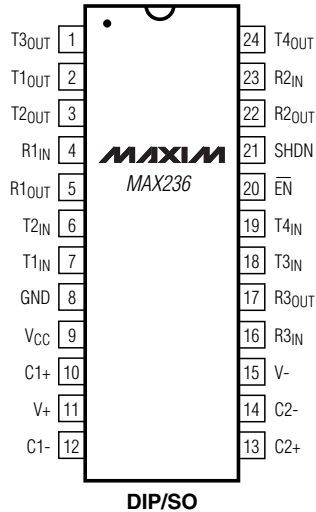 T3OUT 1 24 T4OUT
T1OUT 2 23 R2IN
T2OUT 3 22 R2OUT
R1IN 4 MAXIM 21 SHDN
R1OUT 5 MAX236 20 E̅N̅
T2IN 6 19 T4IN
T1IN 7 18 T3IN
GND 8 17 R3OUT
VCC 9 16 R3IN
C1+ 10 15 V-
V+ 11 14 C2-
C1- 12 13 C2+
DIP/SO